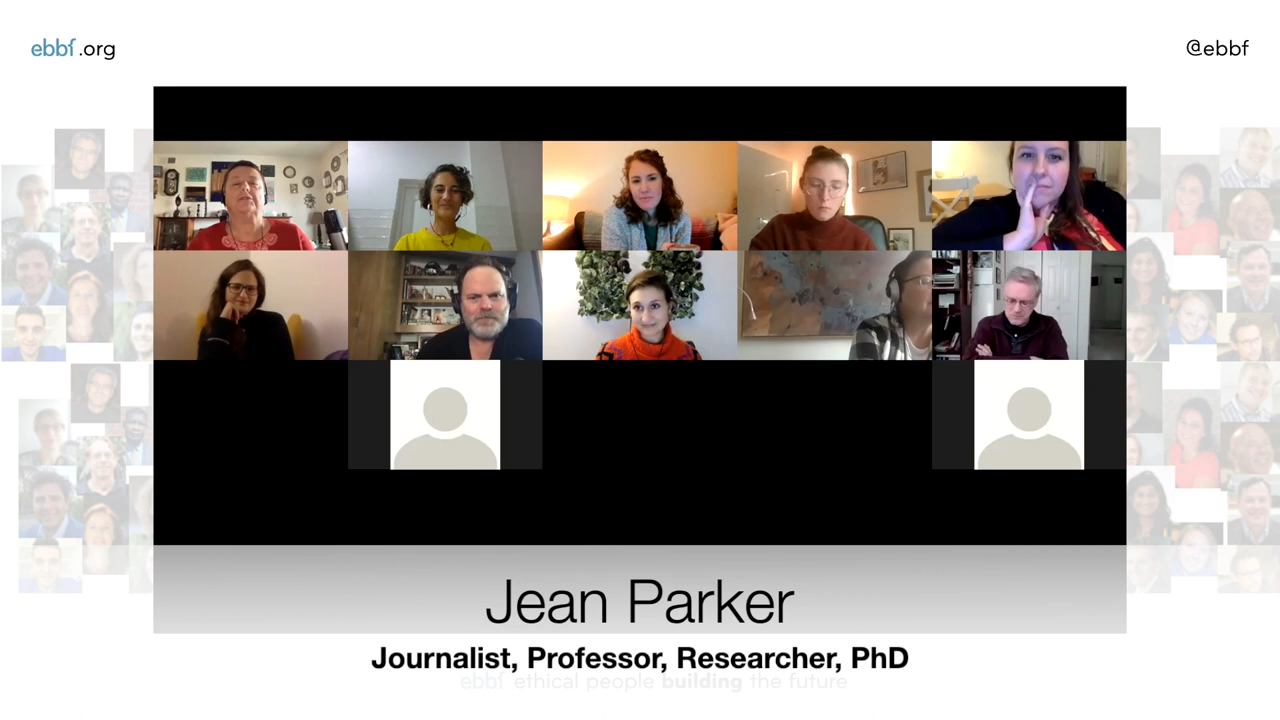 ebbf.org
@ebbf
Jean Parker
Journalist, Professor, Researcher, PhD
ebbf ethical people building the future